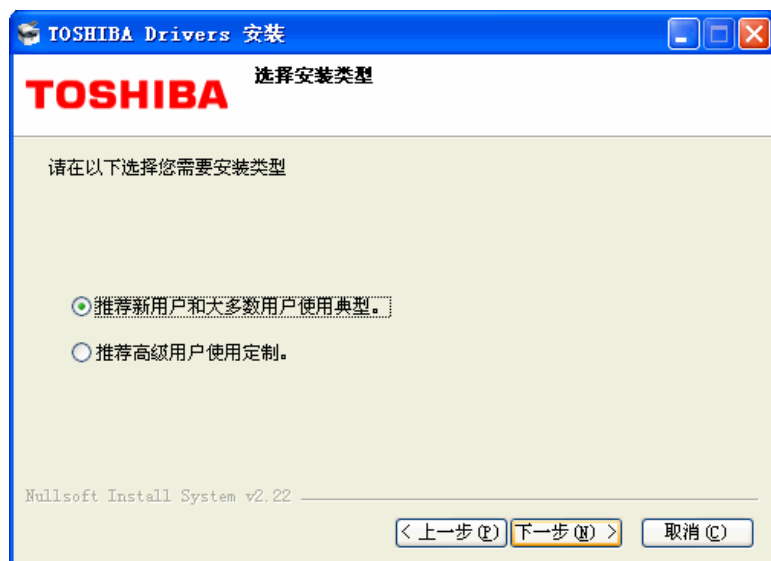 TOSHIBA Drivers 安装
TOSHIBA
选择安装类型
请在以下选择您需要安装类型
推荐新用户和大多数用户使用典型。
推荐高级用户使用定制。
Nullsoft Install System v2.22
< 上一步(P) 下一步(N) > 取消(C)